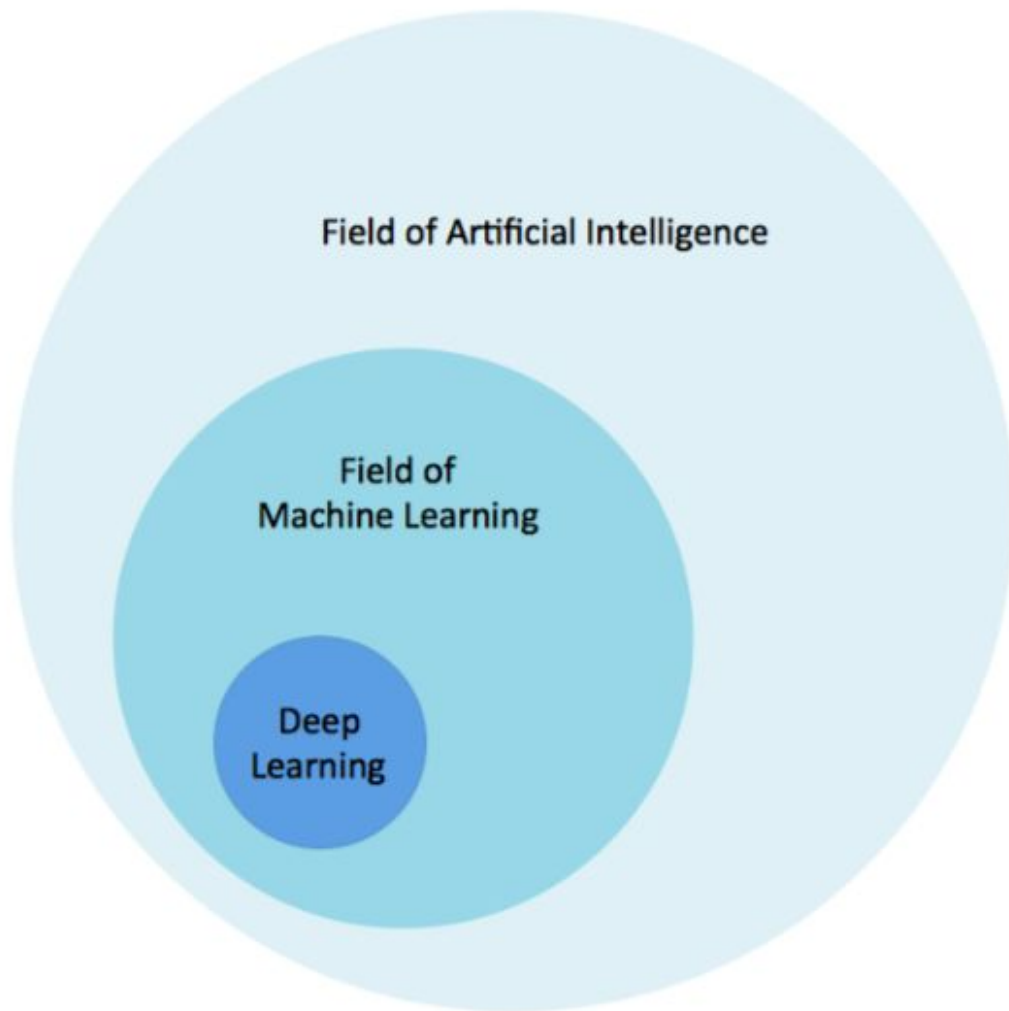 Field of Artificial Intelligence
Field of
Machine Learning
Deep
Learning